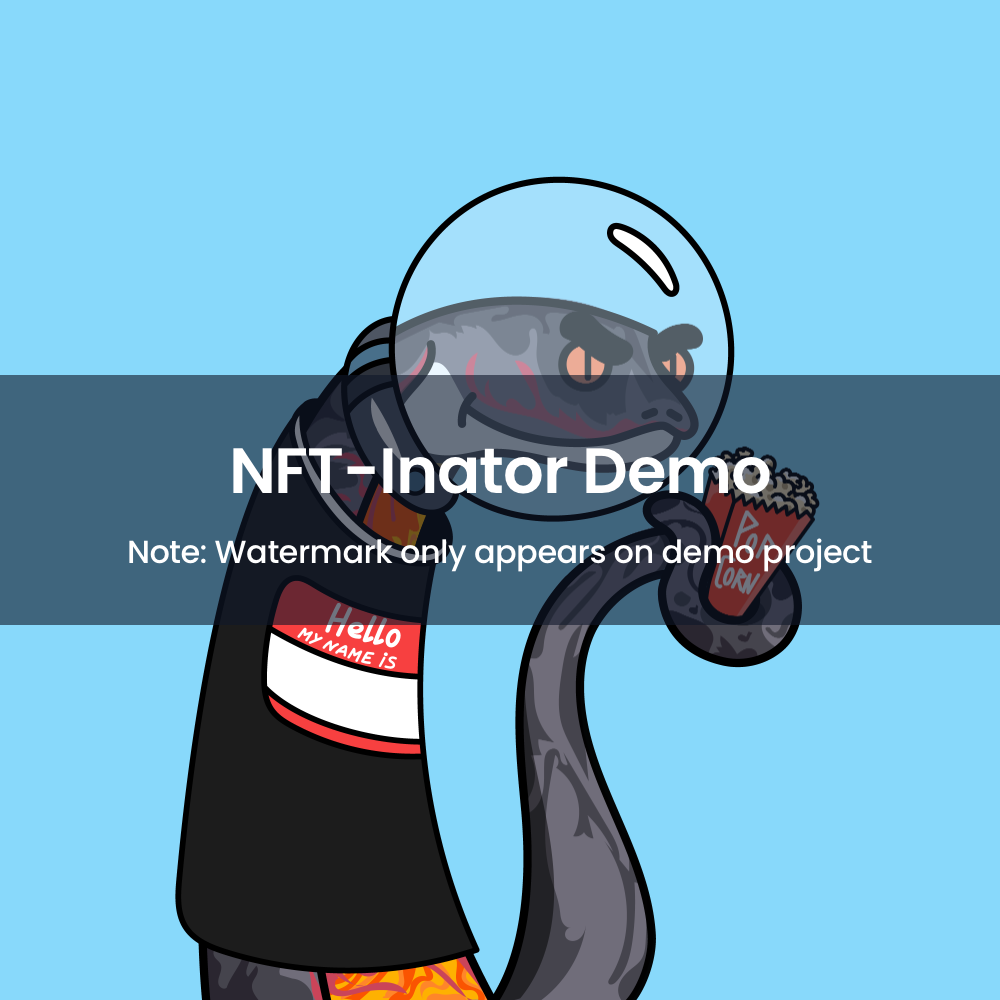 NFT-Inator Demo
POP
CORN
Note: Watermark only appears on demo project
Hello
MY NAME iS